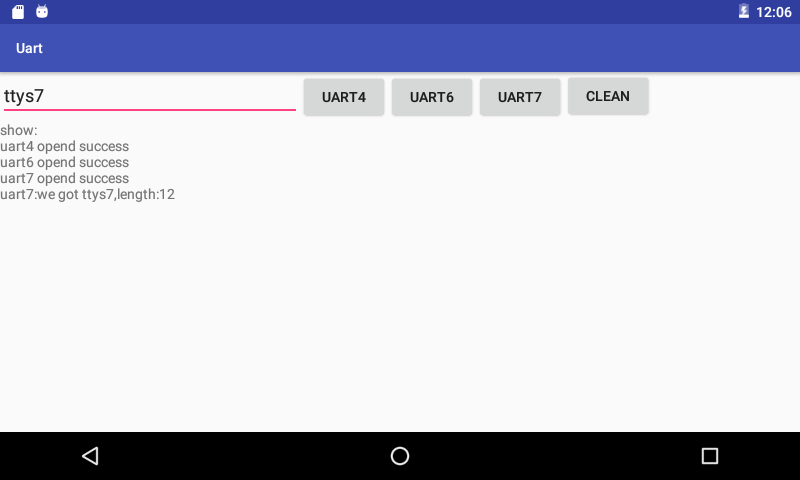 12:06
Uart
ttys7 UART4 UART6 UART7 CLEAN
show:
uart4 opend success
uart6 opend success
uart7 opend success
uart7:we got ttys7,length:12